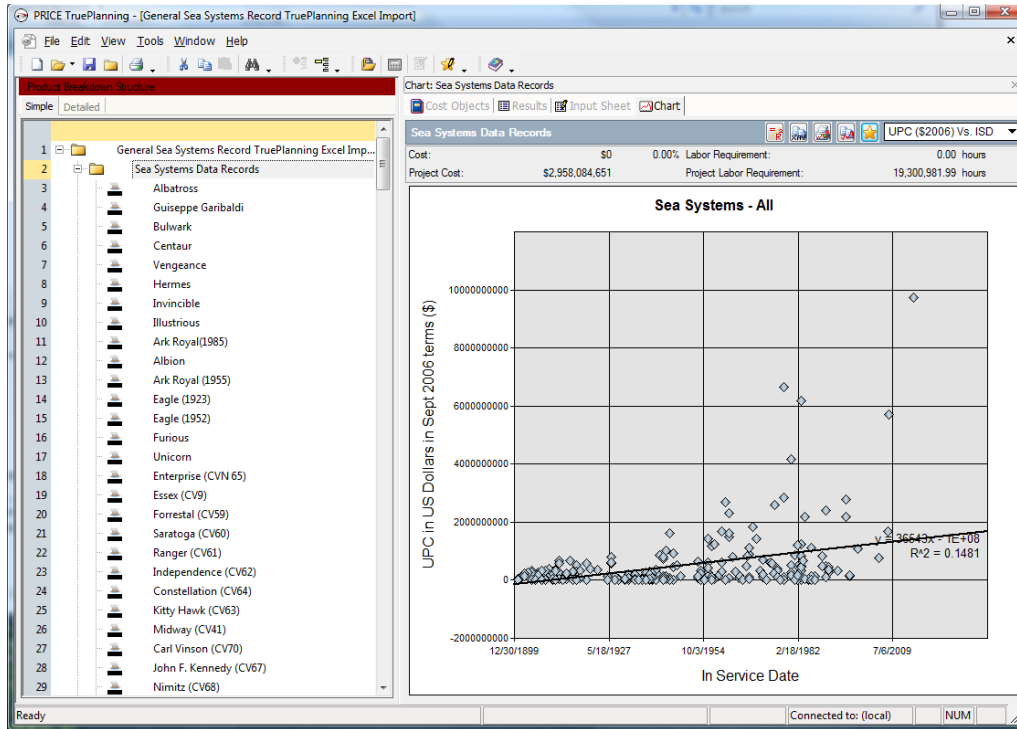 PRICE TruePlanning - [General Sea Systems Record TruePlanning Excel Import]
File Edit View Tools Window Help
Product Breakdown Structure
Simple Detailed
1 General Sea Systems Record TruePlanning Excel Imp...
2 Sea Systems Data Records
3 Albatross
4 Guiseppe Garibaldi
5 Bulwark
6 Centaur
7 Vengeance
8 Hermes
9 Invincible
10 Illustrious
11 Ark Royal(1985)
12 Albion
13 Ark Royal (1955)
14 Eagle (1923)
15 Eagle (1952)
16 Furious
17 Unicorn
18 Enterprise (CVN 65)
19 Essex (CV9)
20 Forrestal (CV59)
21 Saratoga (CV60)
22 Ranger (CV61)
23 Independence (CV62)
24 Constellation (CV64)
25 Kitty Hawk (CV63)
26 Midway (CV41)
27 Carl Vinson (CV70)
28 John F. Kennedy (CV67)
29 Nimitz (CV68)
Chart: Sea Systems Data Records
Cost Objects Results Input Sheet Chart
Sea Systems Data Records UPC ($2006) Vs. ISD
Cost: $0 0.00% Labor Requirement: 0.00 hours
Project Cost: $2,958,084,651 Project Labor Requirement: 19,300,981.99 hours
Sea Systems - All
UPC in US Dollars in Sept 2006 terms ($)
10000000000
8000000000
6000000000
4000000000
2000000000
0
-2000000000
y = 36543x - 1E+08
R^2 = 0.1481
12/30/1899 5/18/1927 10/3/1954 2/18/1982 7/6/2009
In Service Date
Ready Connected to: (local) NUM